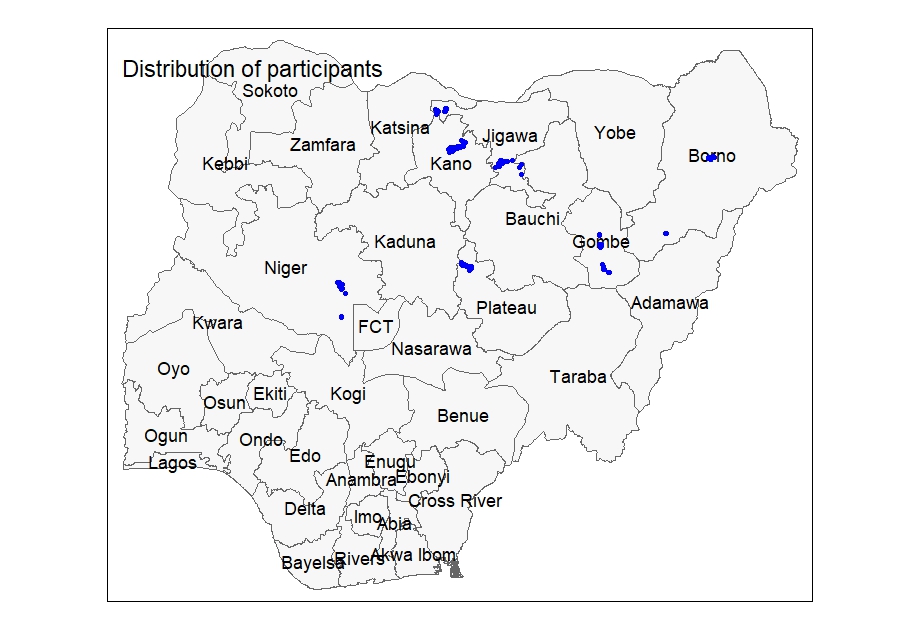 Distribution of participants
Sokoto
Katsina
Jigawa
Yobe
Zamfara
Kebbi
Kano
Borno
Bauchi
Kaduna
Gombe
Niger
Plateau
Adamawa
Kwara
FCT
Nasarawa
Oyo
Taraba
Ekiti
Kogi
Osun
Benue
Ogun
Ondo
Edo
Lagos
Enugu
Anambra
Ebonyi
Cross River
Delta
Imo
Abia
Bayelsa
Rivers
Akwa Ibom